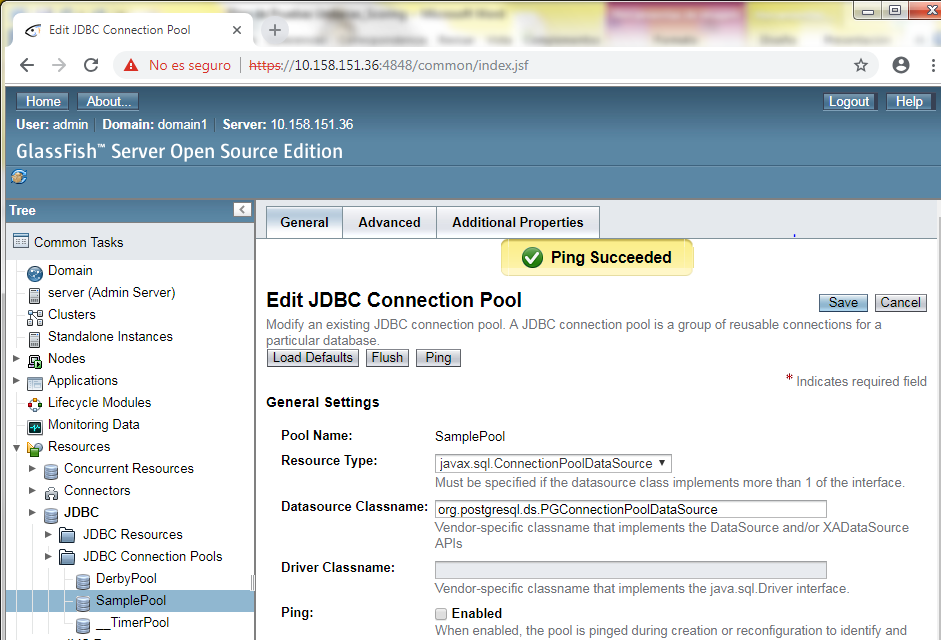 Edit JDBC Connection Pool
No es seguro
https://10.158.151.36:4848/common/index.jsf
Home
About...
Logout
Help
User: admin
Domain: domain1
Server: 10.158.151.36
GlassFish™ Server Open Source Edition
Tree
Common Tasks
Domain
server (Admin Server)
Clusters
Standalone Instances
Nodes
Applications
Lifecycle Modules
Monitoring Data
Resources
Concurrent Resources
Connectors
JDBC
JDBC Resources
JDBC Connection Pools
DerbyPool
SamplePool
__TimerPool
General
Advanced
Additional Properties
Ping Succeeded
Edit JDBC Connection Pool
Save
Cancel
Modify an existing JDBC connection pool. A JDBC connection pool is a group of reusable connections for a
particular database.
Load Defaults
Flush
Ping
* Indicates required field
General Settings
Pool Name:
SamplePool
Resource Type:
javax.sql.ConnectionPoolDataSource
Must be specified if the datasource class implements more than 1 of the interface.
Datasource Classname:
org.postgresql.ds.PGConnectionPoolDataSource
Vendor-specific classname that implements the DataSource and/or XADataSource
APIs
Driver Classname:
Vendor-specific classname that implements the java.sql.Driver interface.
Ping:
Enabled
When enabled, the pool is pinged during creation or reconfiguration to identify and